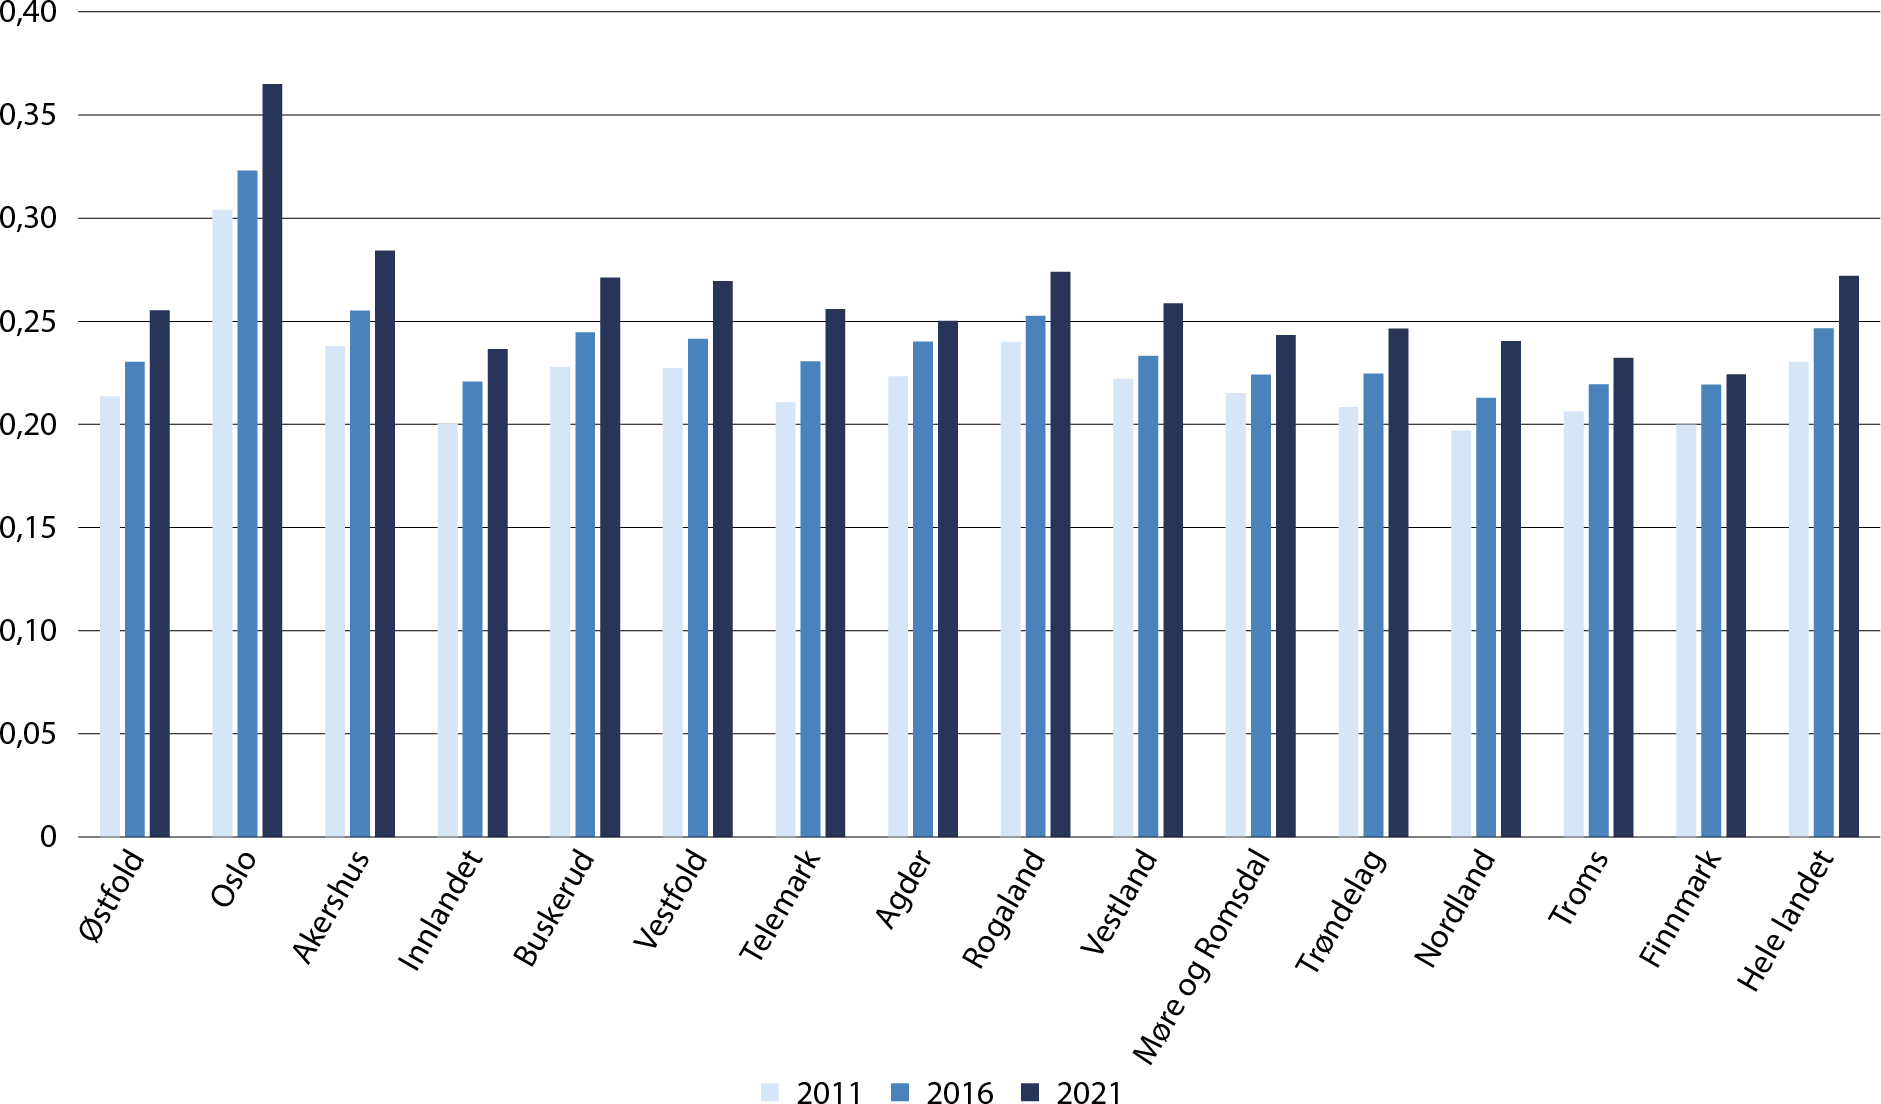 0,40
0,35
0,30
0,25
0,20
0,15
0,10
0,05
0
Østfold
Oslo
Akershus
Innlandet
Buskerud
Vestfold
Telemark
Agder
Rogaland
Vestland
Møre og Romsdal
Trøndelag
Nordland
Troms
Finnmark
Hele landet
2011 2016 2021